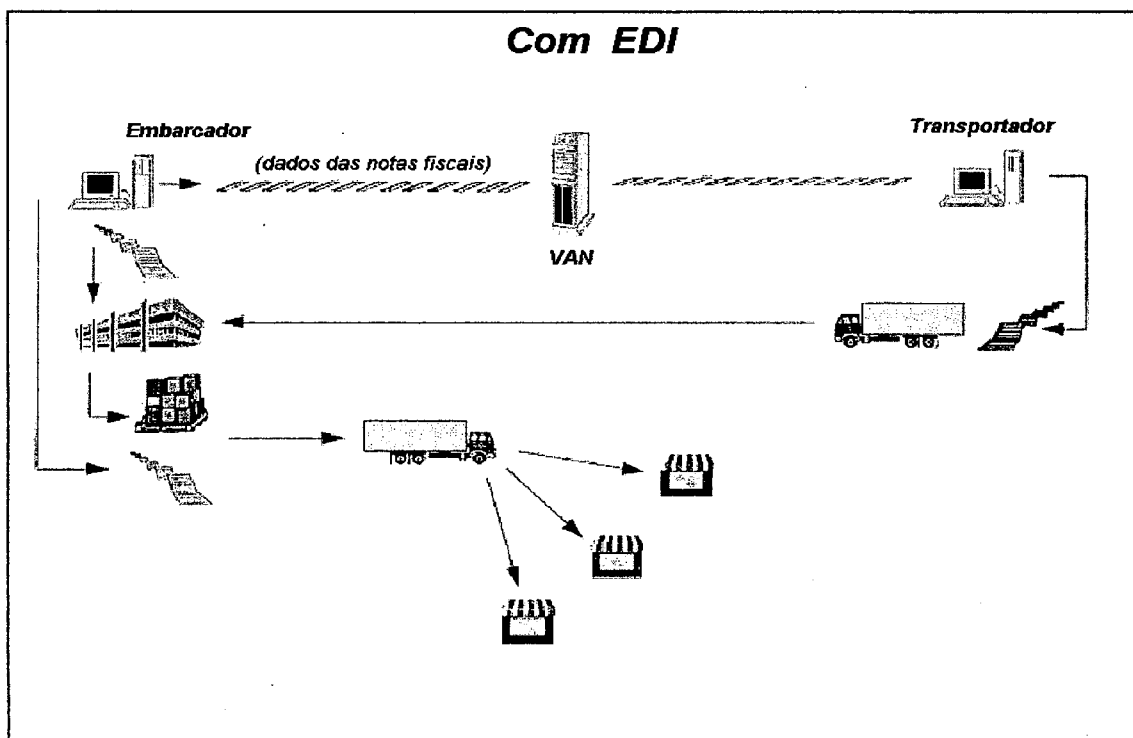 Com EDI
Embarcador
Transportador
(dados das notas fiscais)
VAN